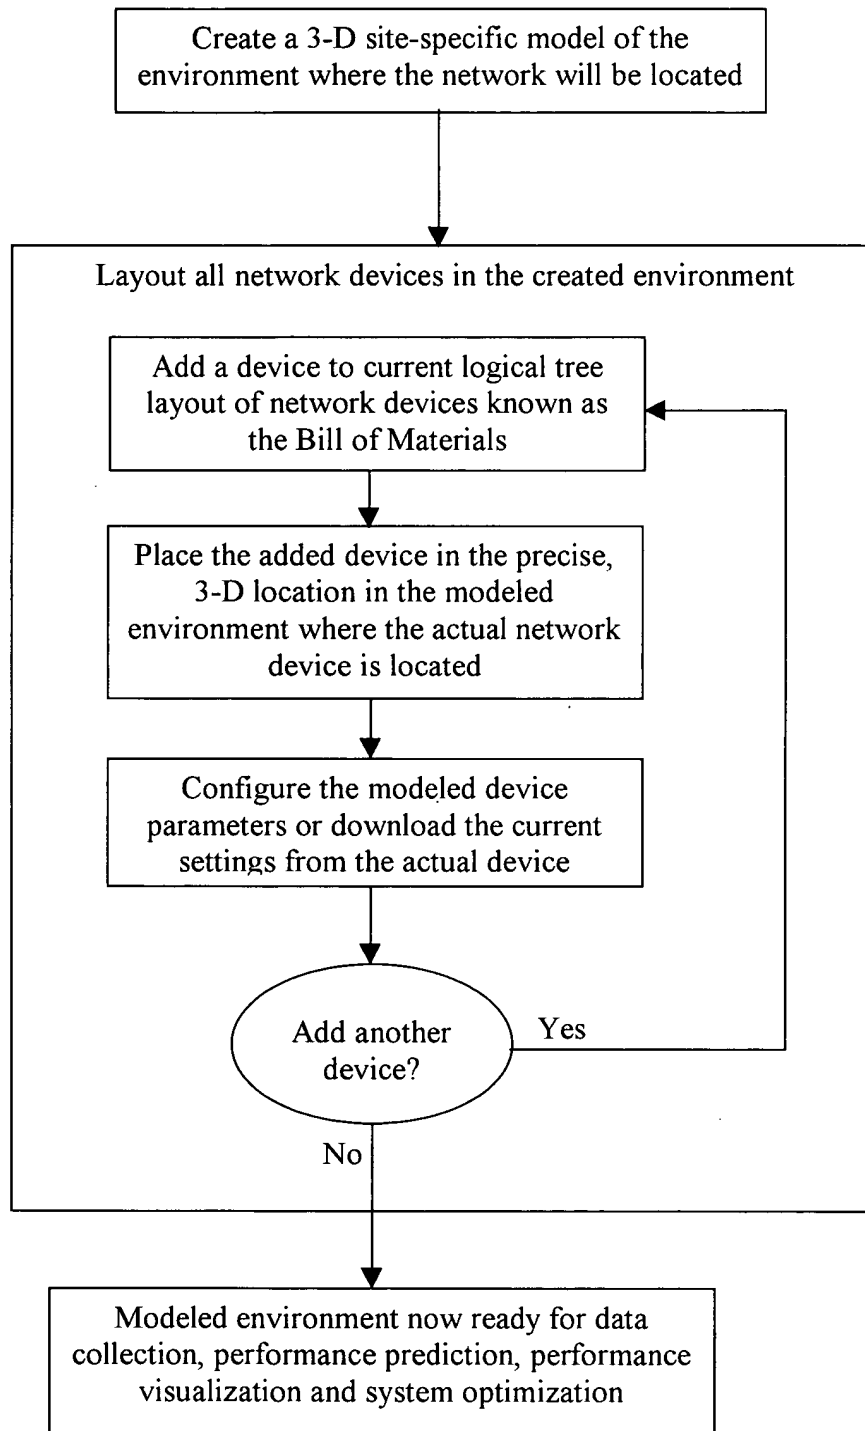 Create a 3-D site-specific model of the
environment where the network will be located
Layout all network devices in the created environment
Add a device to current logical tree
layout of network devices known as
the Bill of Materials
Place the added device in the precise,
3-D location in the modeled
environment where the actual network
device is located
Configure the modeled device
parameters or download the current
settings from the actual device
Add another
device?
Yes
No
Modeled environment now ready for data
collection, performance prediction, performance
visualization and system optimization